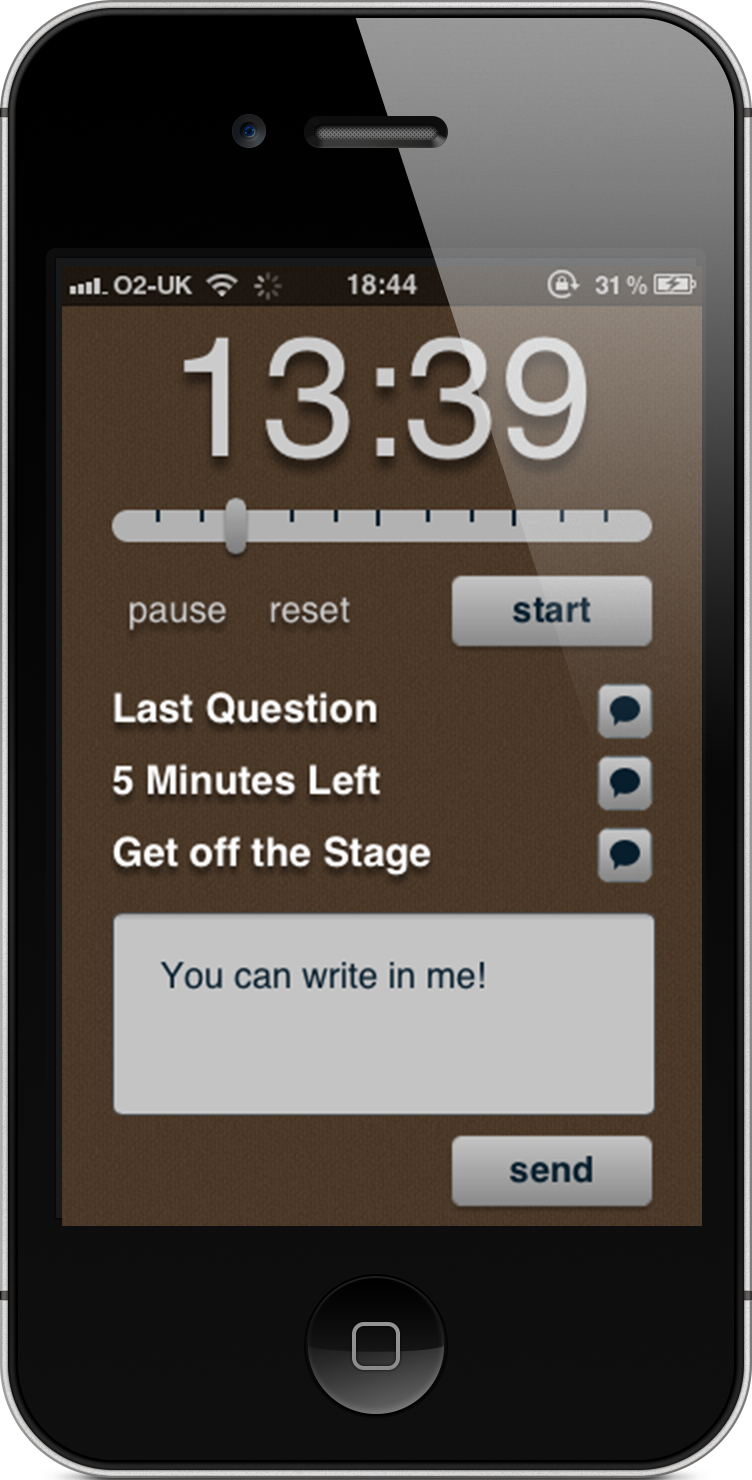 O2-UK 18:44 31 %
13:39
pause reset start
Last Question
5 Minutes Left
Get off the Stage
You can write in me!
send